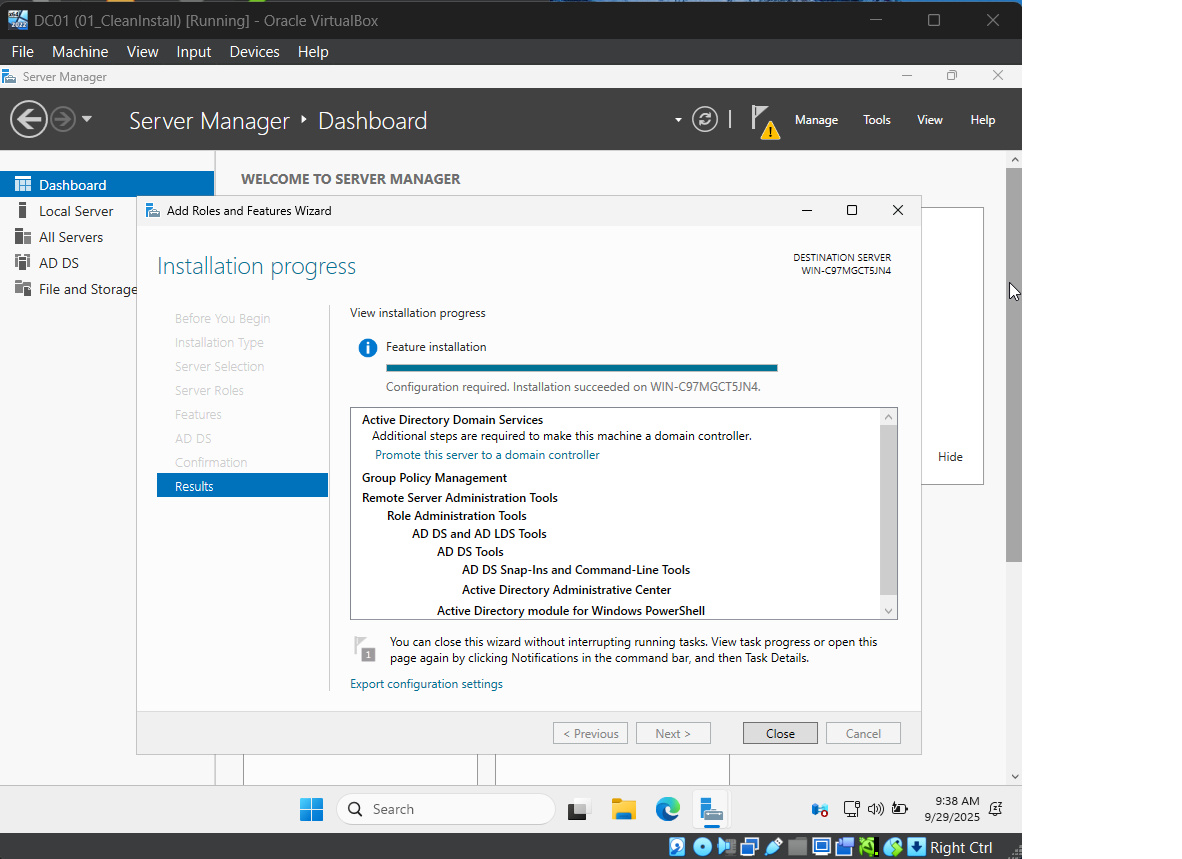 DC01 (01_CleanInstall) [Running] - Oracle VirtualBox
File Machine View Input Devices Help
Server Manager
Server Manager ‣ Dashboard
Manage Tools View Help
Dashboard
Local Server
All Servers
AD DS
File and Storage
WELCOME TO SERVER MANAGER
Hide
Add Roles and Features Wizard
Installation progress
DESTINATION SERVER
WIN-C97MGCT5JN4
Before You Begin
Installation Type
Server Selection
Server Roles
Features
AD DS
Confirmation
Results
View installation progress
Feature installation
Configuration required. Installation succeeded on WIN-C97MGCT5JN4.
Active Directory Domain Services
Additional steps are required to make this machine a domain controller.
Promote this server to a domain controller
Group Policy Management
Remote Server Administration Tools
Role Administration Tools
AD DS and AD LDS Tools
AD DS Tools
AD DS Snap-Ins and Command-Line Tools
Active Directory Administrative Center
Active Directory module for Windows PowerShell
1
You can close this wizard without interrupting running tasks. View task progress or open this
page again by clicking Notifications in the command bar, and then Task Details.
Export configuration settings
< Previous Next > Close Cancel
Search
9:38 AM
9/29/2025
Right Ctrl